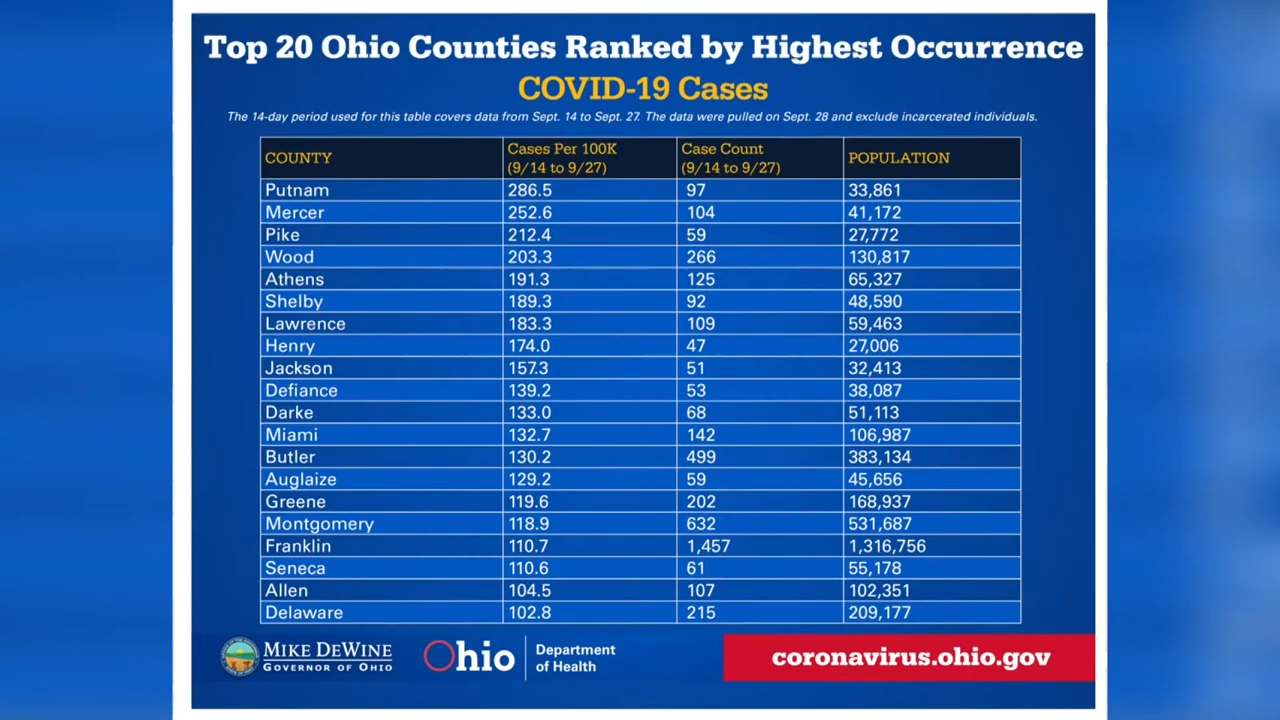 Top 20 Ohio Counties Ranked by Highest Occurrence
COVID-19 Cases
The 14-day period used for this table covers data from Sept. 14 to Sept. 27. The data were pulled on Sept. 28 and exclude incarcerated individuals.
COUNTY Cases Per 100K (9/14 to 9/27) Case Count (9/14 to 9/27) POPULATION
Putnam 286.5 97 33,861
Mercer 252.6 104 41,172
Pike 212.4 59 27,772
Wood 203.3 266 130,817
Athens 191.3 125 65,327
Shelby 189.3 92 48,590
Lawrence 183.3 109 59,463
Henry 174.0 47 27,006
Jackson 157.3 51 32,413
Defiance 139.2 53 38,087
Darke 133.0 68 51,113
Miami 132.7 142 106,987
Butler 130.2 499 383,134
Auglaize 129.2 59 45,656
Greene 119.6 202 168,937
Montgomery 118.9 632 531,687
Franklin 110.7 1,457 1,316,756
Seneca 110.6 61 55,178
Allen 104.5 107 102,351
Delaware 102.8 215 209,177
MIKE DEWINE
GOVERNOR OF OHIO
Ohio
Department
of Health
coronavirus.ohio.gov